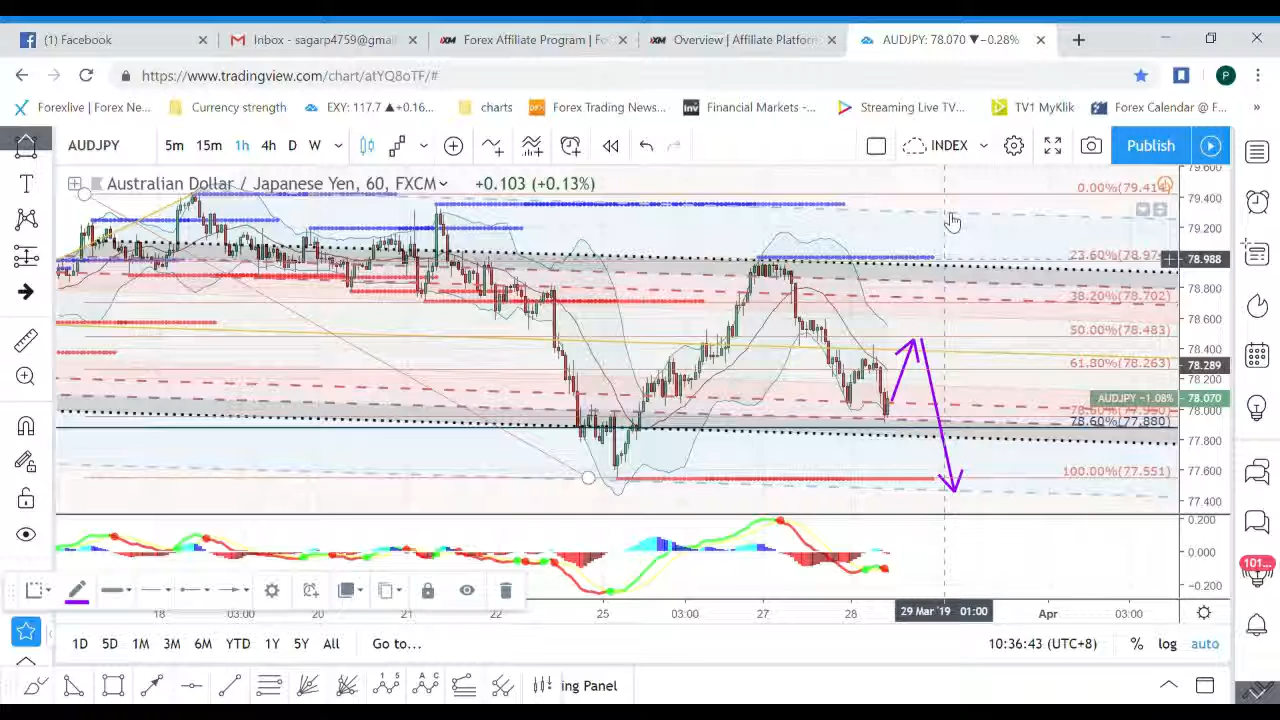 (1) Facebook
Inbox - sagarp4759@gmail
Forex Affiliate Program | Fo
Overview | Affiliate Platform
AUDJPY: 78.070 ▼−0.28%
https://www.tradingview.com/chart/atYQ8oTF/#
P
Forexlive | Forex Ne...
Currency strength
EXY: 117.7 ▲+0.16...
charts
Forex Trading News...
Financial Markets -...
Streaming Live TV...
TV1 MyKlik
Forex Calendar @ F...
»
AUDJPY
5m 15m 1h 4h D W
INDEX
Publish
Australian Dollar / Japanese Yen, 60, FXCM
+0.103 (+0.13%)
0.00%(79.414)
79.400
79.200
78.988
38.20%(78.702)
78.800
78.600
50.00%(78.483)
78.400
61.80%(78.263)
78.289
78.200
AUDJPY −1.08%
78.070
78.000
78.60%(77.880)
77.800
100.00%(77.551)
77.600
77.400
0.200
0.000
−0.200
101...
18 03:00 20 21 25 03:00 27 28
29 Mar '19 01:00
Apr 03:00
1D 5D 1M 3M 6M YTD 1Y 5Y All
Go to...
10:36:43 (UTC+8)
% log auto
ing Panel